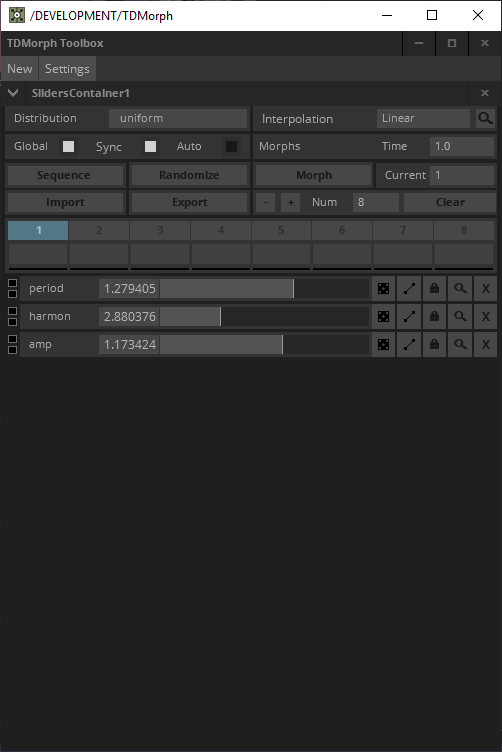 /DEVELOPMENT/TDMorph
TDMorph Toolbox
New Settings
SlIdersContaIner1
Distribution uniform Interpolation Linear
Global Sync Auto Morphs Time 1.0
Sequence Randomize Morph Current 1
Import Export - + Num 8 Clear
1 2 3 4 5 6 7 8
period 1.279405 X
harmon 2.880376 X
amp 1.173424 X